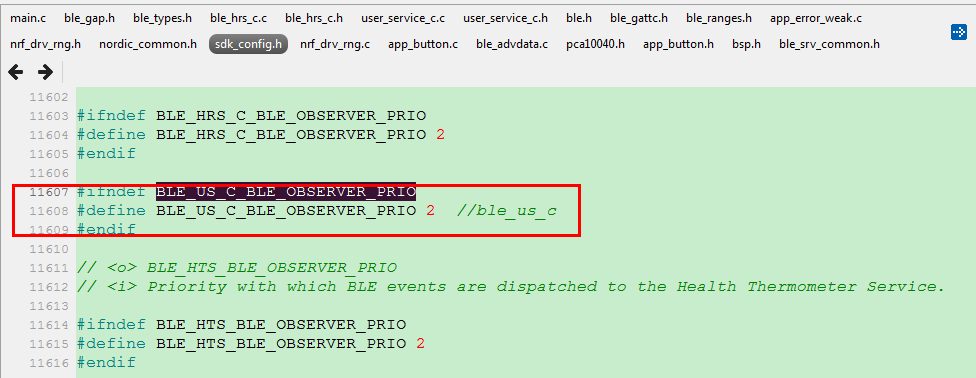 main.c ble_gap.h ble_types.h ble_hrs_c.c ble_hrs_c.h user_service_c.c user_service_c.h ble.h ble_gattc.h ble_ranges.h app_error_weak.c
nrf_drv_rng.h nordic_common.h sdk_config.h nrf_drv_rng.c app_button.c ble_advdata.c pca10040.h app_button.h bsp.h ble_srv_common.h
11602
11603 #ifndef BLE_HRS_C_BLE_OBSERVER_PRIO
11604 #define BLE_HRS_C_BLE_OBSERVER_PRIO 2
11605 #endif
11606
11607 #ifndef BLE_US_C_BLE_OBSERVER_PRIO
11608 #define BLE_US_C_BLE_OBSERVER_PRIO 2 //ble_us_c
11609 #endif
11610
11611 // <o> BLE_HTS_BLE_OBSERVER_PRIO
11612 // <i> Priority with which BLE events are dispatched to the Health Thermometer Service.
11613
11614 #ifndef BLE_HTS_BLE_OBSERVER_PRIO
11615 #define BLE_HTS_BLE_OBSERVER_PRIO 2
11616 #endif